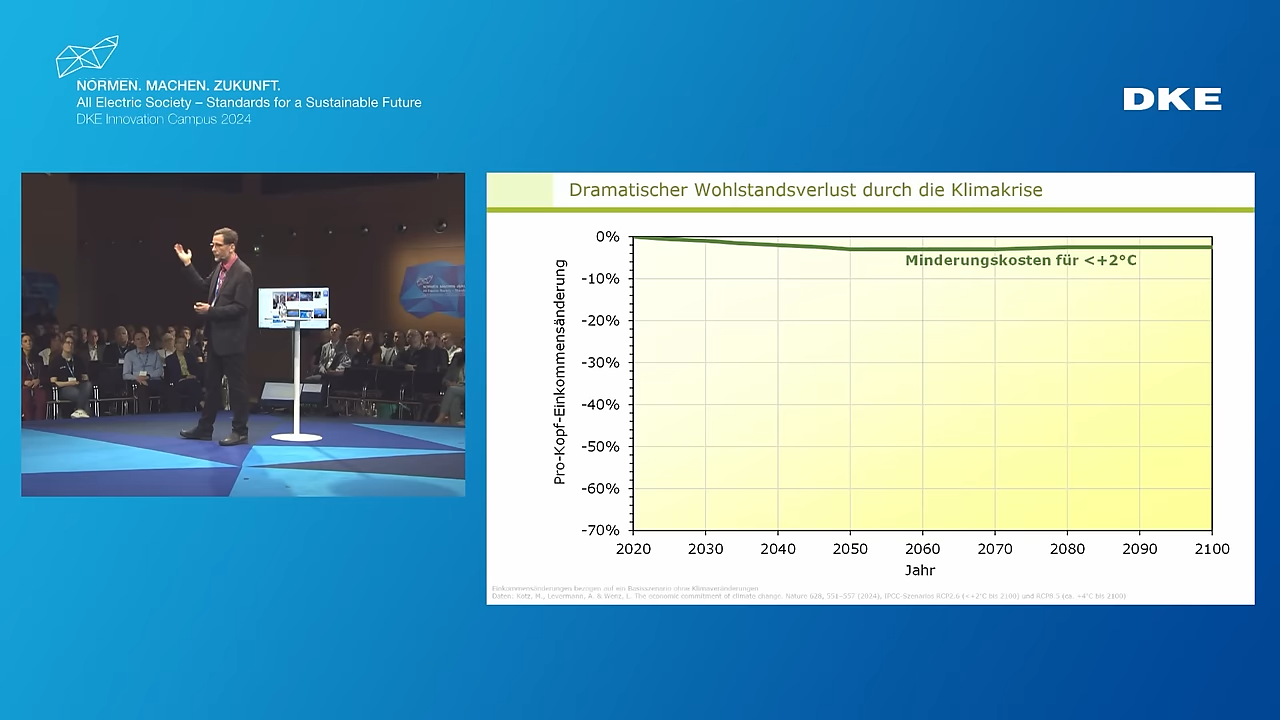 NORMEN. MACHEN. ZUKUNFT.
All Electric Society – Standards for a Sustainable Future
DKE Innovation Campus 2024
DKE
Dramatischer Wohlstandsverlust durch die Klimakrise
Pro-Kopf-Einkommensänderung
0%
-10%
-20%
-30%
-40%
-50%
-60%
-70%
Minderungskosten für <+2°C
2020 2030 2040 2050 2060 2070 2080 2090 2100
Jahr
Einkommensänderungen bezogen auf ein Basisszenario ohne Klimaveränderungen
Daten: Kotz, M., Levermann, A. & Wenz, L. The economic commitment of climate change. Nature 628, 551–557 (2024), IPCC-Szenarios RCP2.6 (<+2°C bis 2100) und RCP8.5 (ca. +4°C bis 2100)